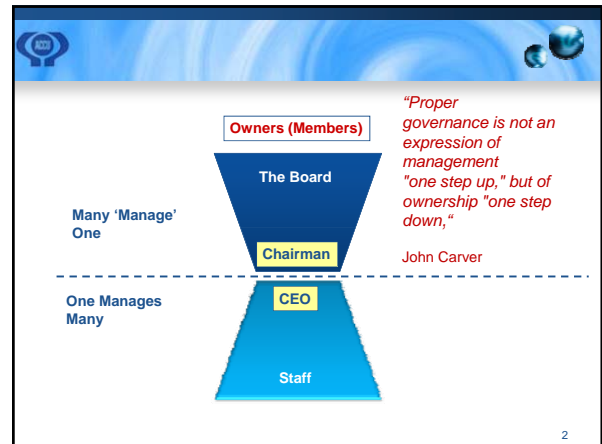 ACCU
Owners (Members)
The Board
Many ‘Manage’
One
Chairman
“Proper
governance is not an
expression of
management
"one step up," but of
ownership "one step
down,“
John Carver
One Manages
Many
CEO
Staff
2